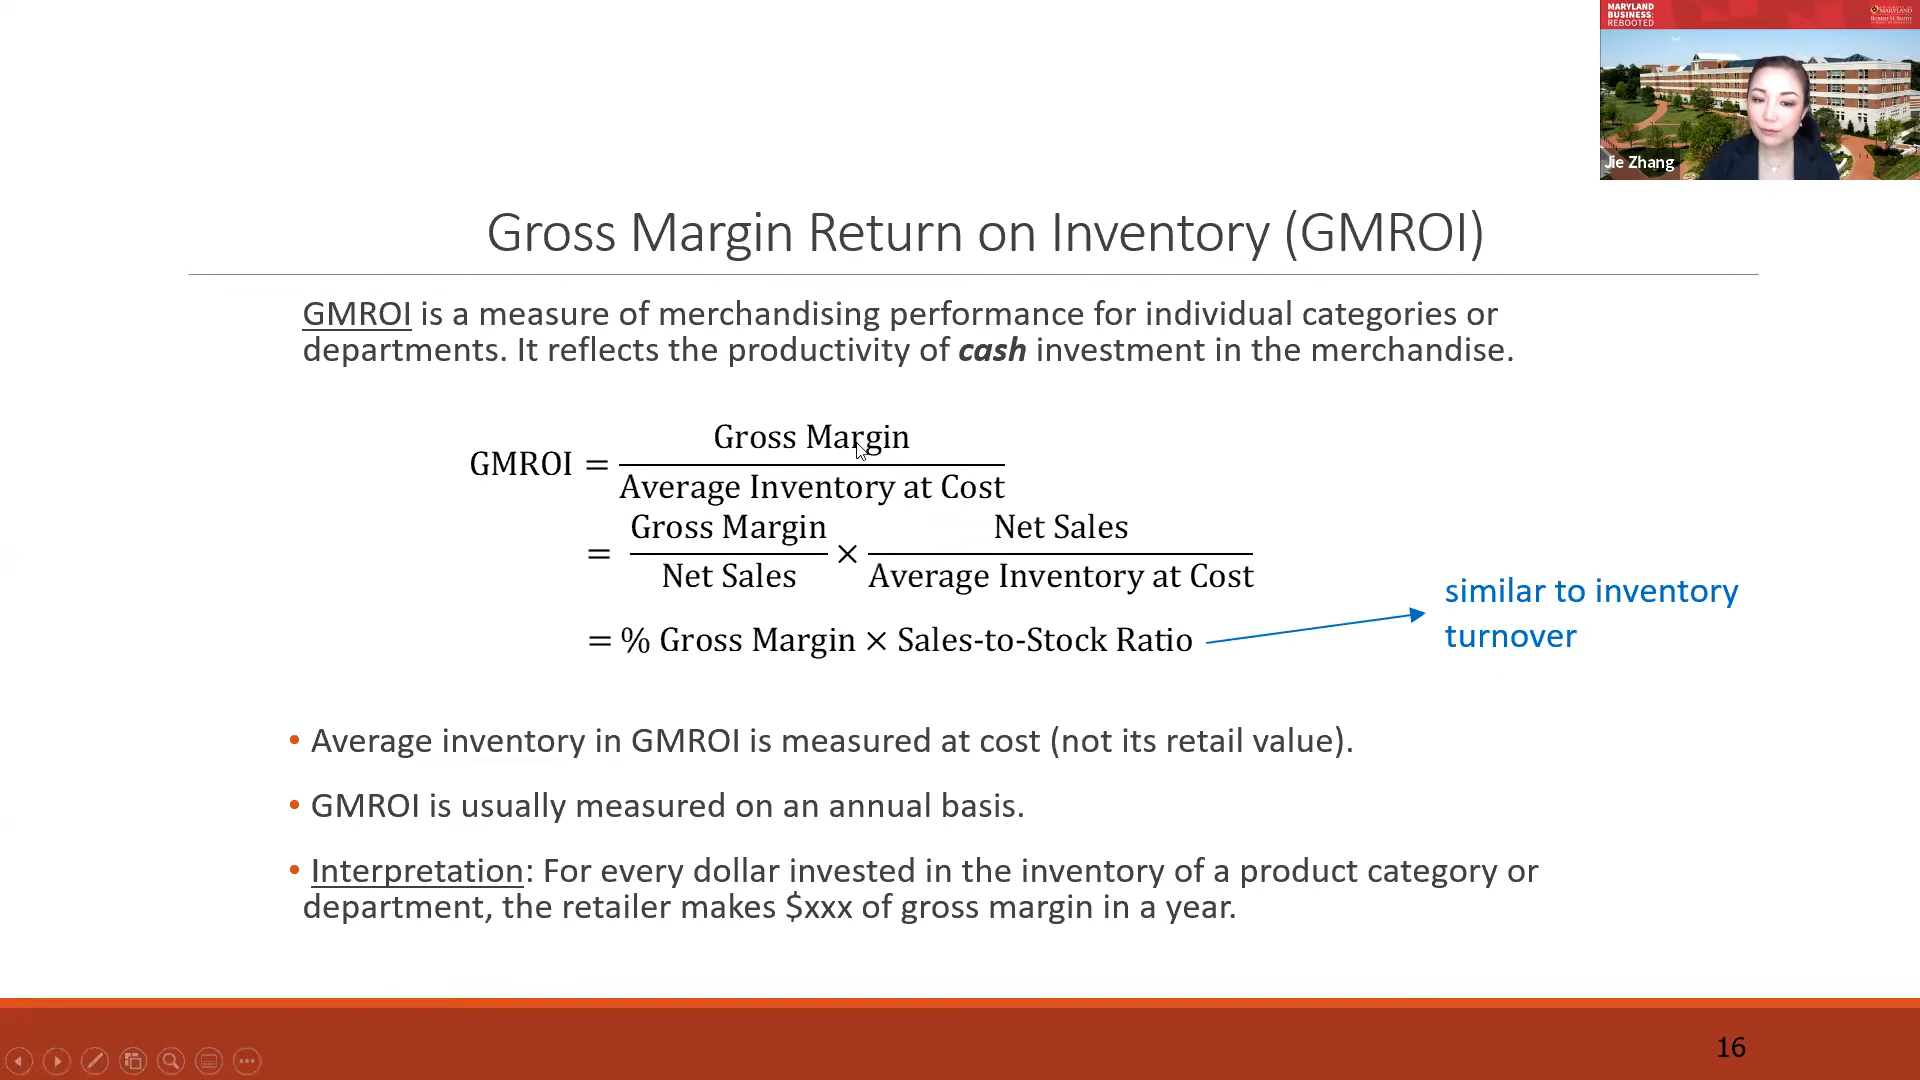 MARYLAND
BUSINESS:
REBOOTED
MARYLAND
Jie Zhang
Gross Margin Return on Inventory (GMROI)
GMROI is a measure of merchandising performance for individual categories or
departments. It reflects the productivity of cash investment in the merchandise.
GMROI = Gross Margin / Average Inventory at Cost
= Gross Margin / Net Sales × Net Sales / Average Inventory at Cost
= % Gross Margin × Sales-to-Stock Ratio
similar to inventory
turnover
• Average inventory in GMROI is measured at cost (not its retail value).
• GMROI is usually measured on an annual basis.
• Interpretation: For every dollar invested in the inventory of a product category or
department, the retailer makes $xxx of gross margin in a year.
16